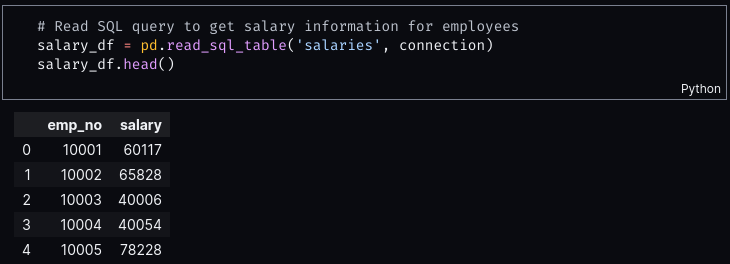 # Read SQL query to get salary information for employees
salary_df = pd.read_sql_table('salaries', connection)
salary_df.head()
Python
emp_no salary
0 10001 60117
1 10002 65828
2 10003 40006
3 10004 40054
4 10005 78228